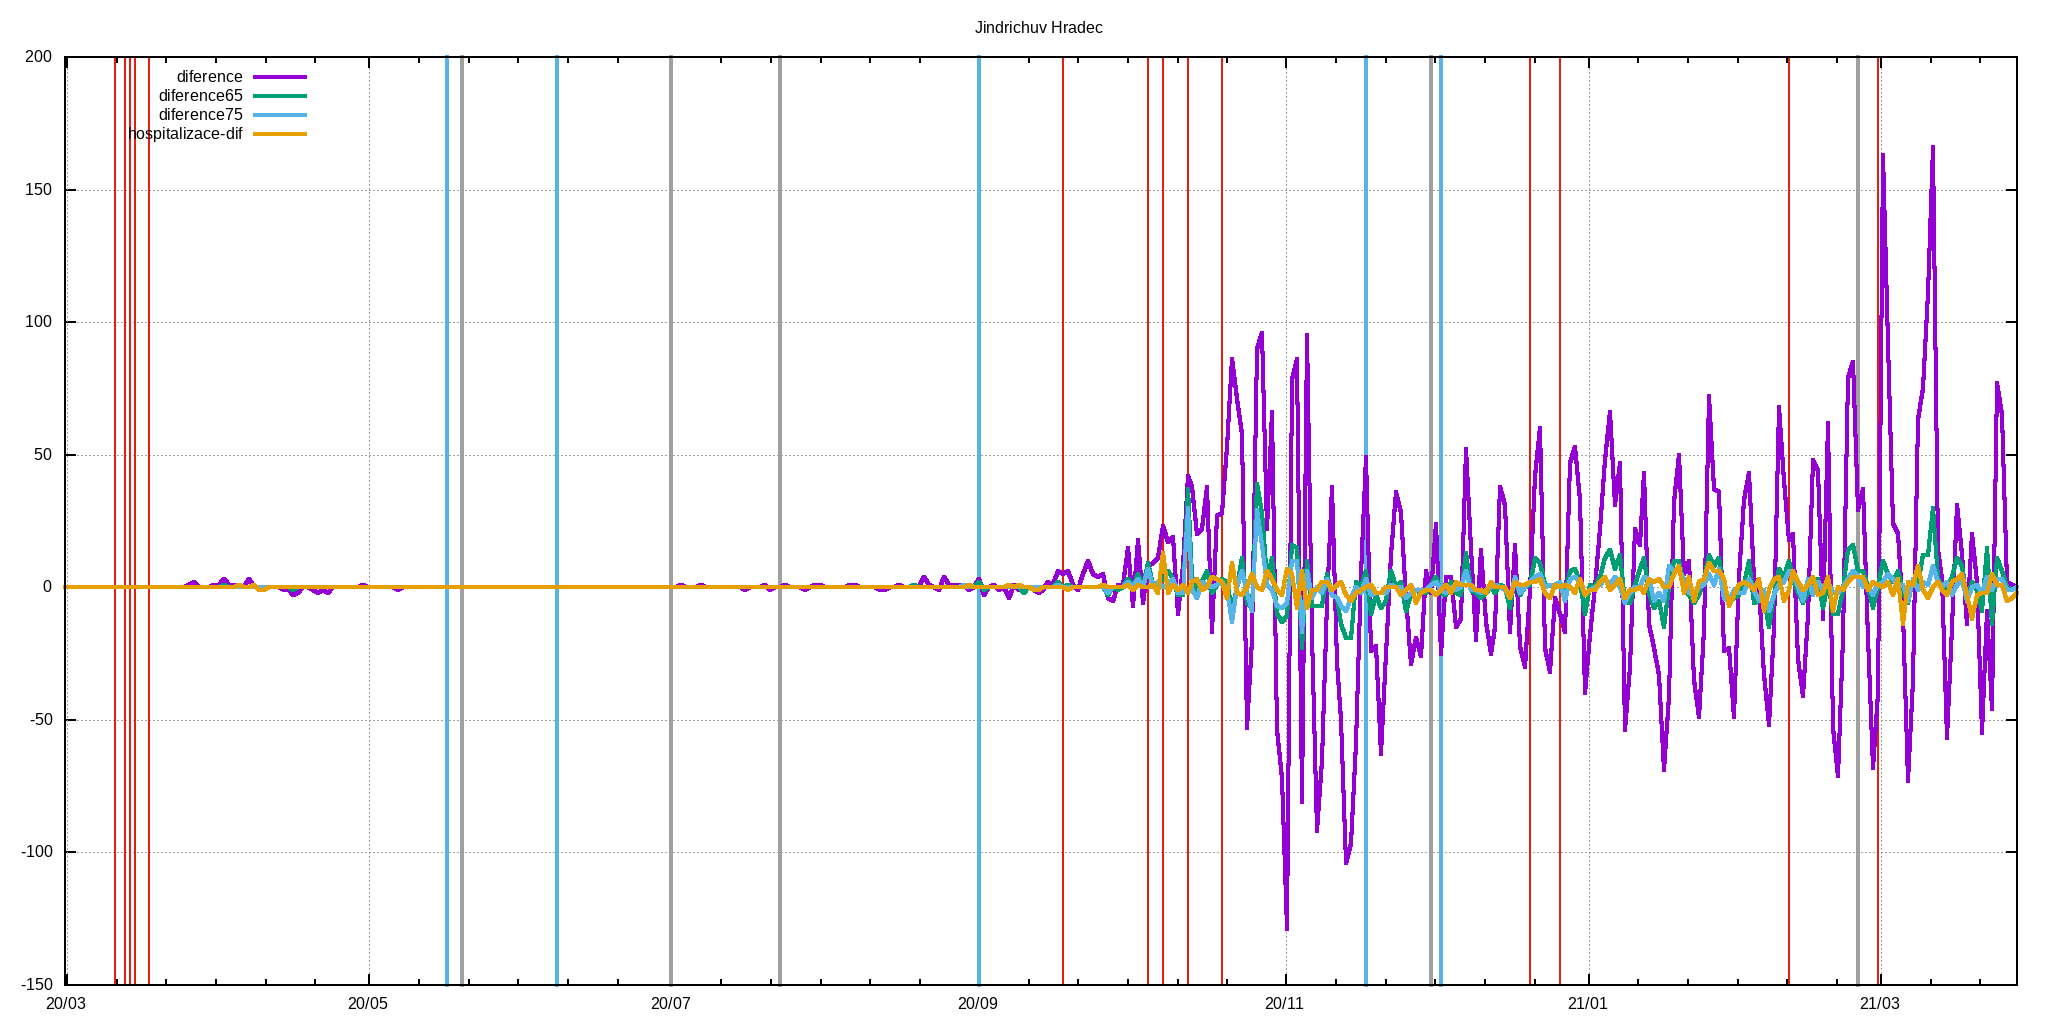 Jindrichuv Hradec
200
150
100
50
0
-50
-100
-150
diference
diference65
diference75
hospitalizace-dif
20/03 20/05 20/07 20/09 20/11 21/01 21/03